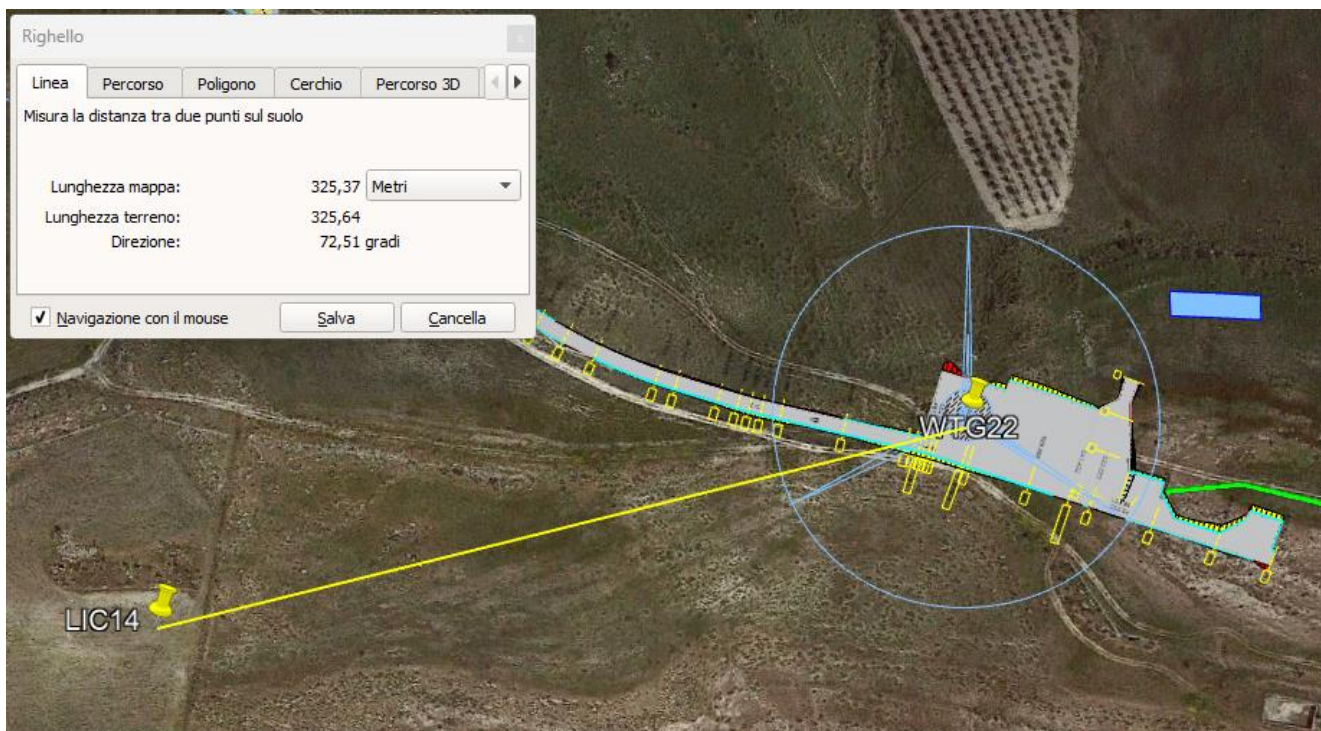 Righello
Linea Percorso Poligono Cerchio Percorso 3D
Misura la distanza tra due punti sul suolo
Lunghezza mappa: 325,37 Metri
Lunghezza terreno: 325,64
Direzione: 72,51 gradi
Navigazione con il mouse Salva Cancella
WTG22
LIC14